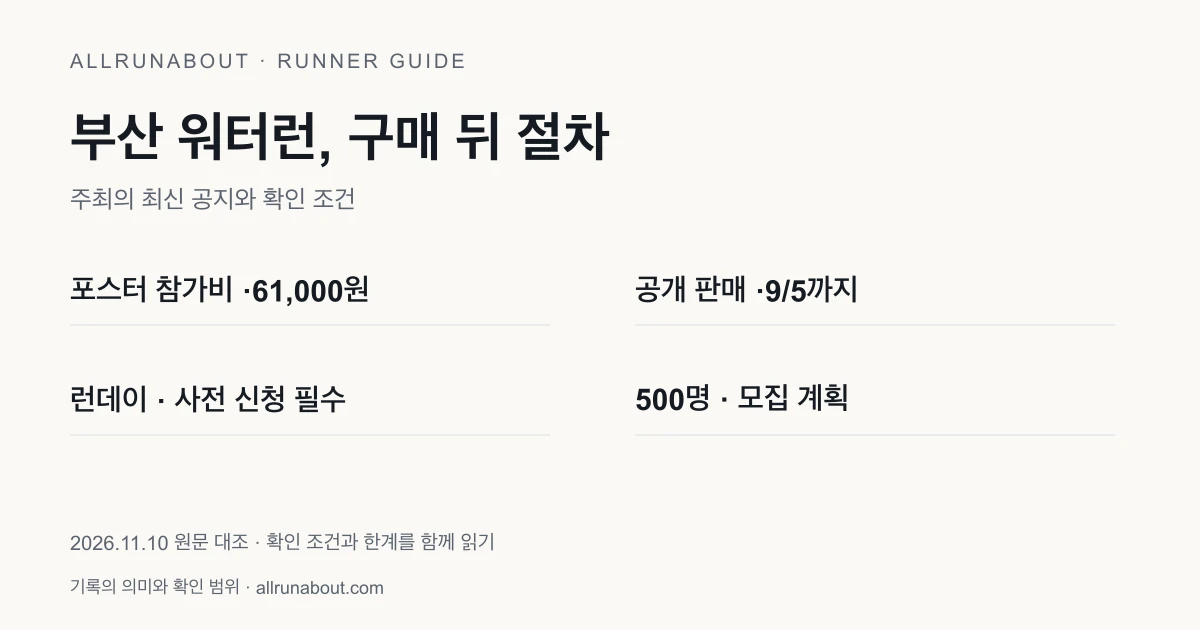 ALLRUNABOUT · RUNNER GUIDE
부산 워터런, 구매 뒤 절차
주최의 최신 공지와 확인 조건
포스터 참가비 ·61,000원
공개 판매 ·9/5까지
런데이 · 사전 신청 필수
500명 · 모집 계획
2026.11.10 원문 대조 · 확인 조건과 한계를 함께 읽기
기록의 의미와 확인 범위 · allrunabout.com